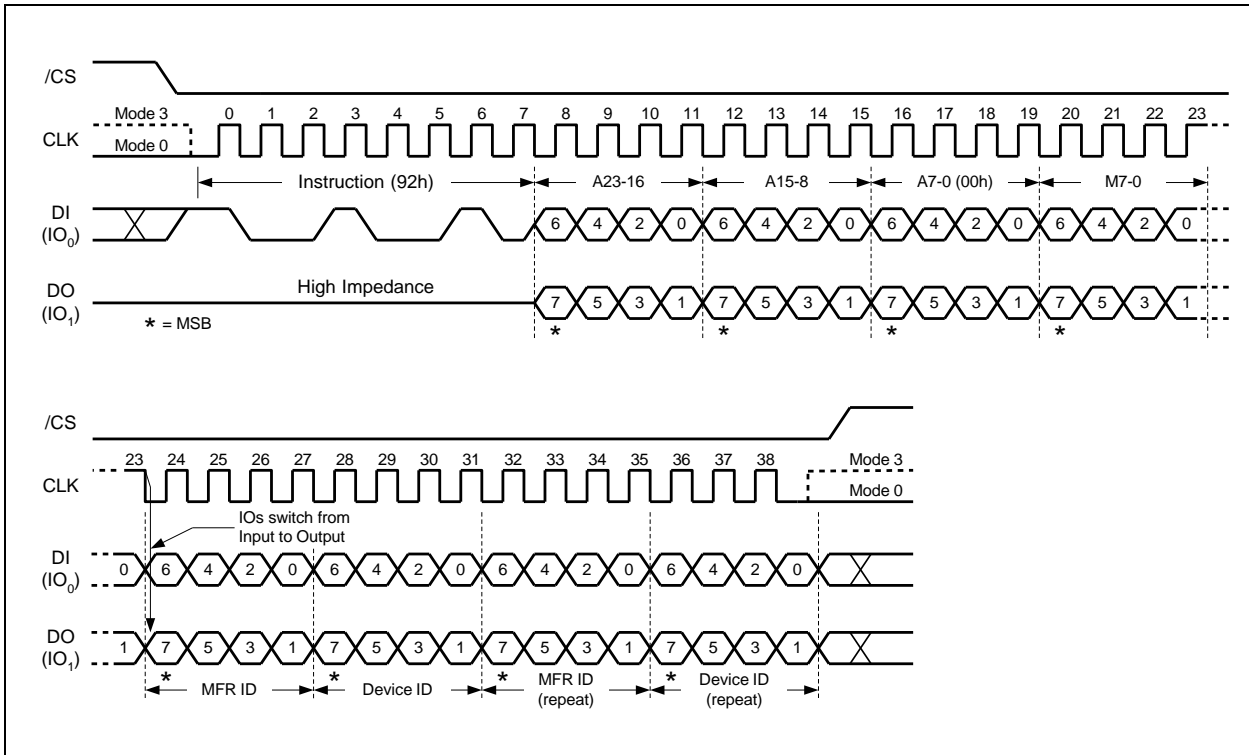 /CS
Mode 3 0 1 2 3 4 5 6 7 8 9 10 11 12 13 14 15 16 17 18 19 20 21 22 23
CLK
Mode 0
Instruction (92h) A23-16 A15-8 A7-0 (00h) M7-0
DI
(IO0) 6 4 2 0 6 4 2 0 6 4 2 0 6 4 2 0
High Impedance
DO
(IO1) 7 5 3 1 7 5 3 1 7 5 3 1 7 5 3 1
* * * *
* = MSB
/CS
23 24 25 26 27 28 29 30 31 32 33 34 35 36 37 38 Mode 3
CLK
Mode 0
IOs switch from
Input to Output
DI
(IO0) 0 6 4 2 0 6 4 2 0 6 4 2 0 6 4 2 0
DO
(IO1) 1 7 5 3 1 7 5 3 1 7 5 3 1 7 5 3 1
* * * *
MFR ID Device ID MFR ID
(repeat) Device ID
(repeat)